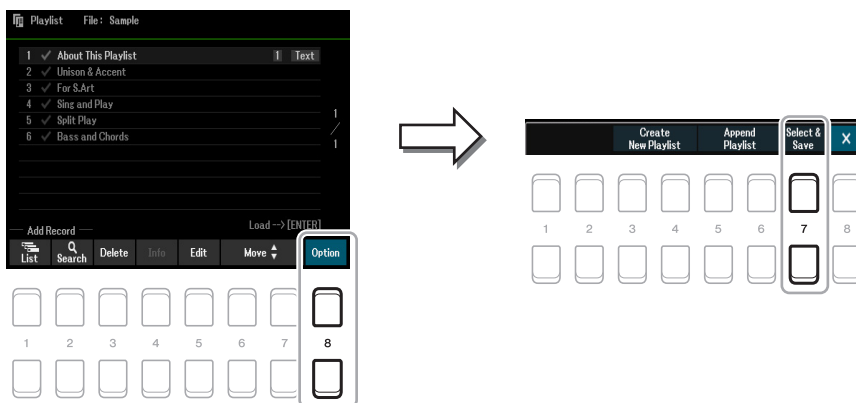 Playlist File: Sample
1 About This Playlist 1 Text
2 Unison & Accent
3 For S.Art
4 Sing and Play
5 Split Play
6 Bass and Chords
1/1
Load-->[ENTER]
Add Record
List Search Delete Info Edit Move Option
1 2 3 4 5 6 7 8
Create New Playlist
Append Playlist
Select & Save
X
1 2 3 4 5 6 7 8